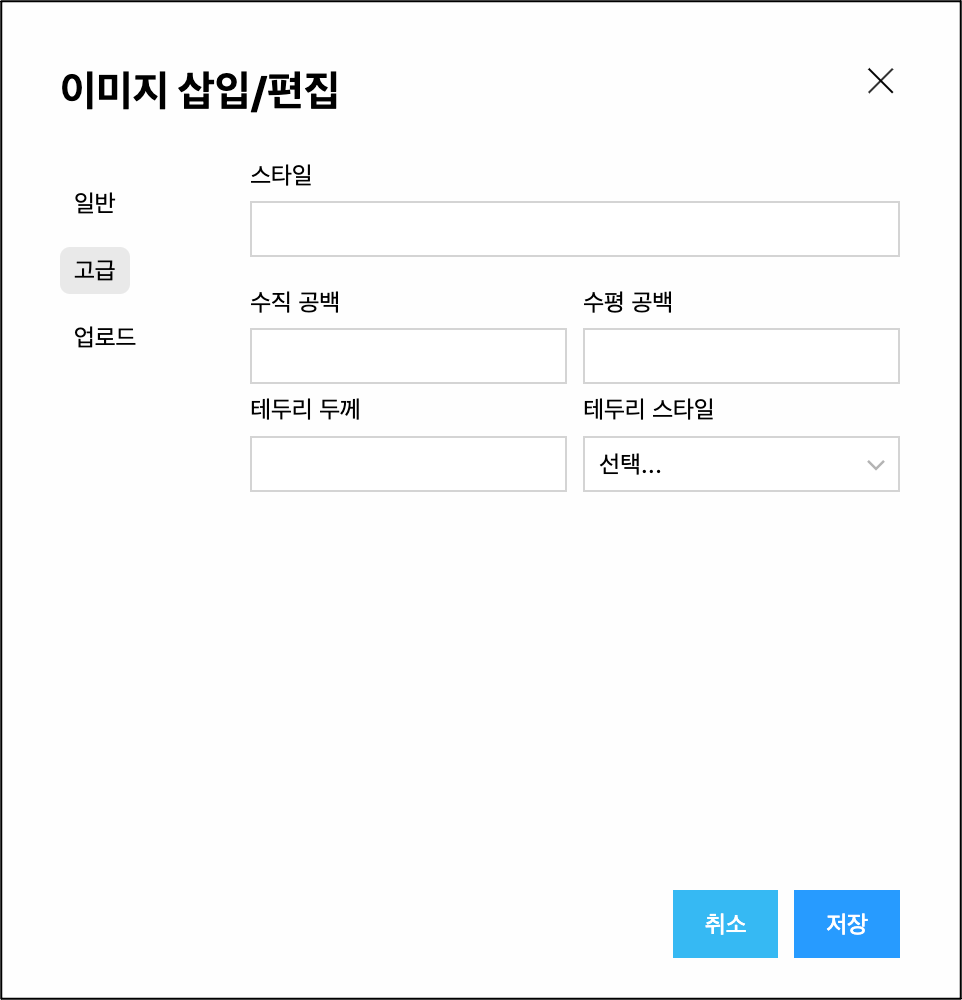 이미지 삽입/편집
일반
고급
업로드
스타일
수직 공백
수평 공백
테두리 두께
테두리 스타일
선택...
취소
저장